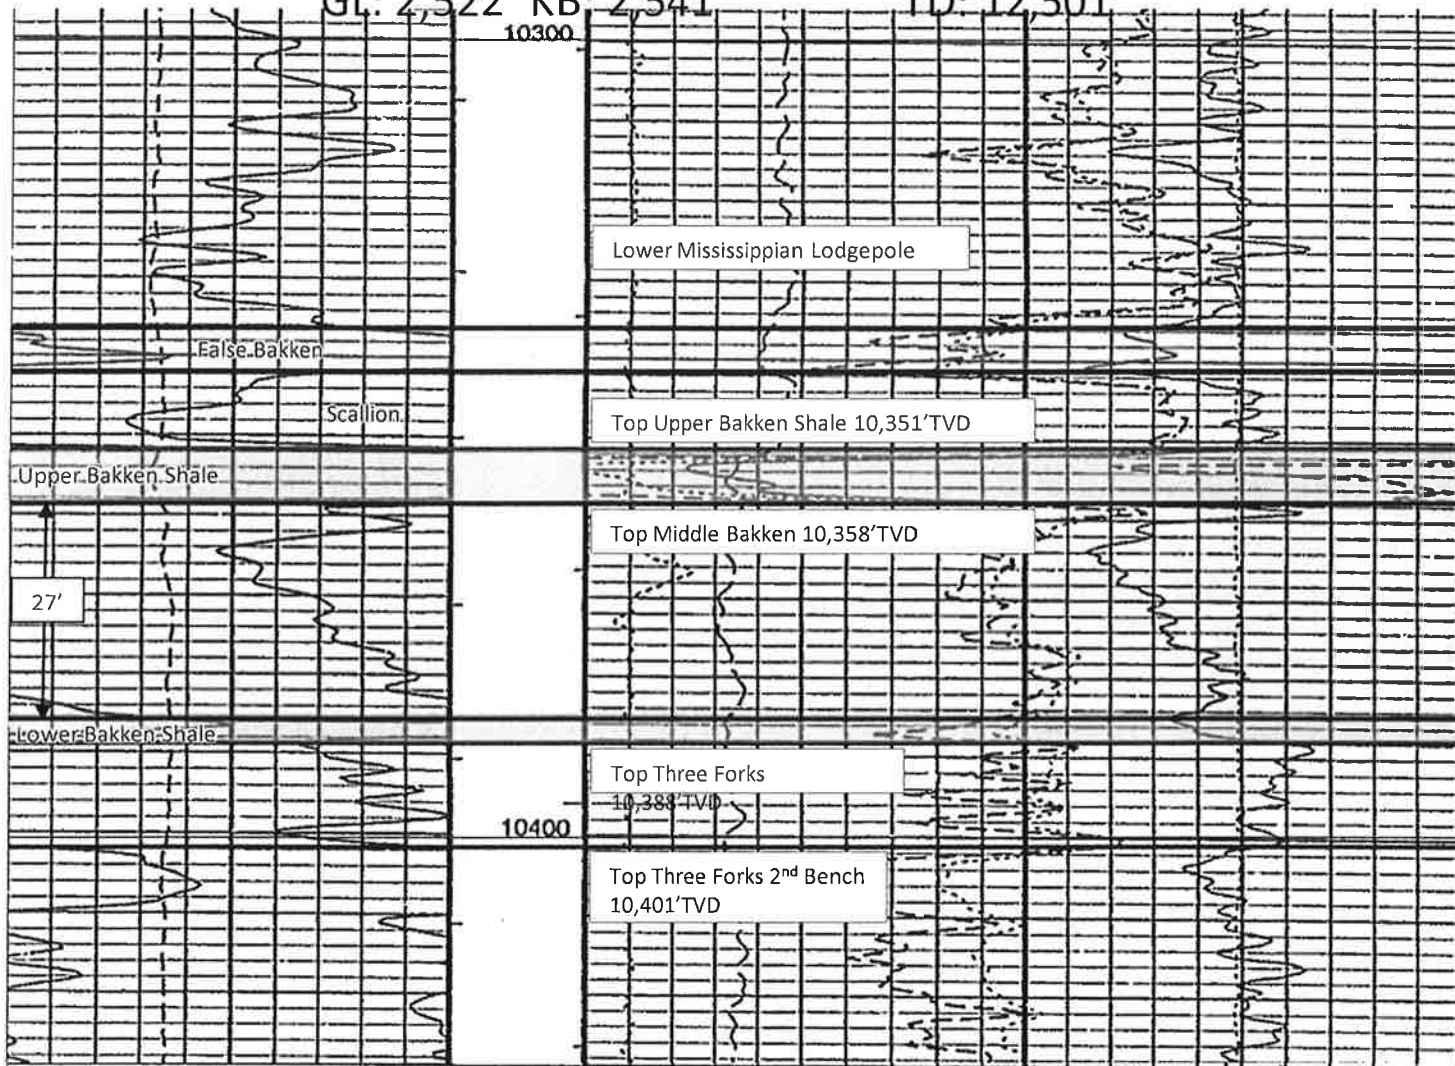 GL: 2,522 KB: 2,541 TD: 12,501
10300
Lower Mississippian Lodgepole
False Bakken
Scallion
Top Upper Bakken Shale 10,351'TVD
Upper Bakken Shale
Top Middle Bakken 10,358'TVD
27'
Lower Bakken Shale
Top Three Forks
10,388'TVD
10400
Top Three Forks 2nd Bench
10,401'TVD